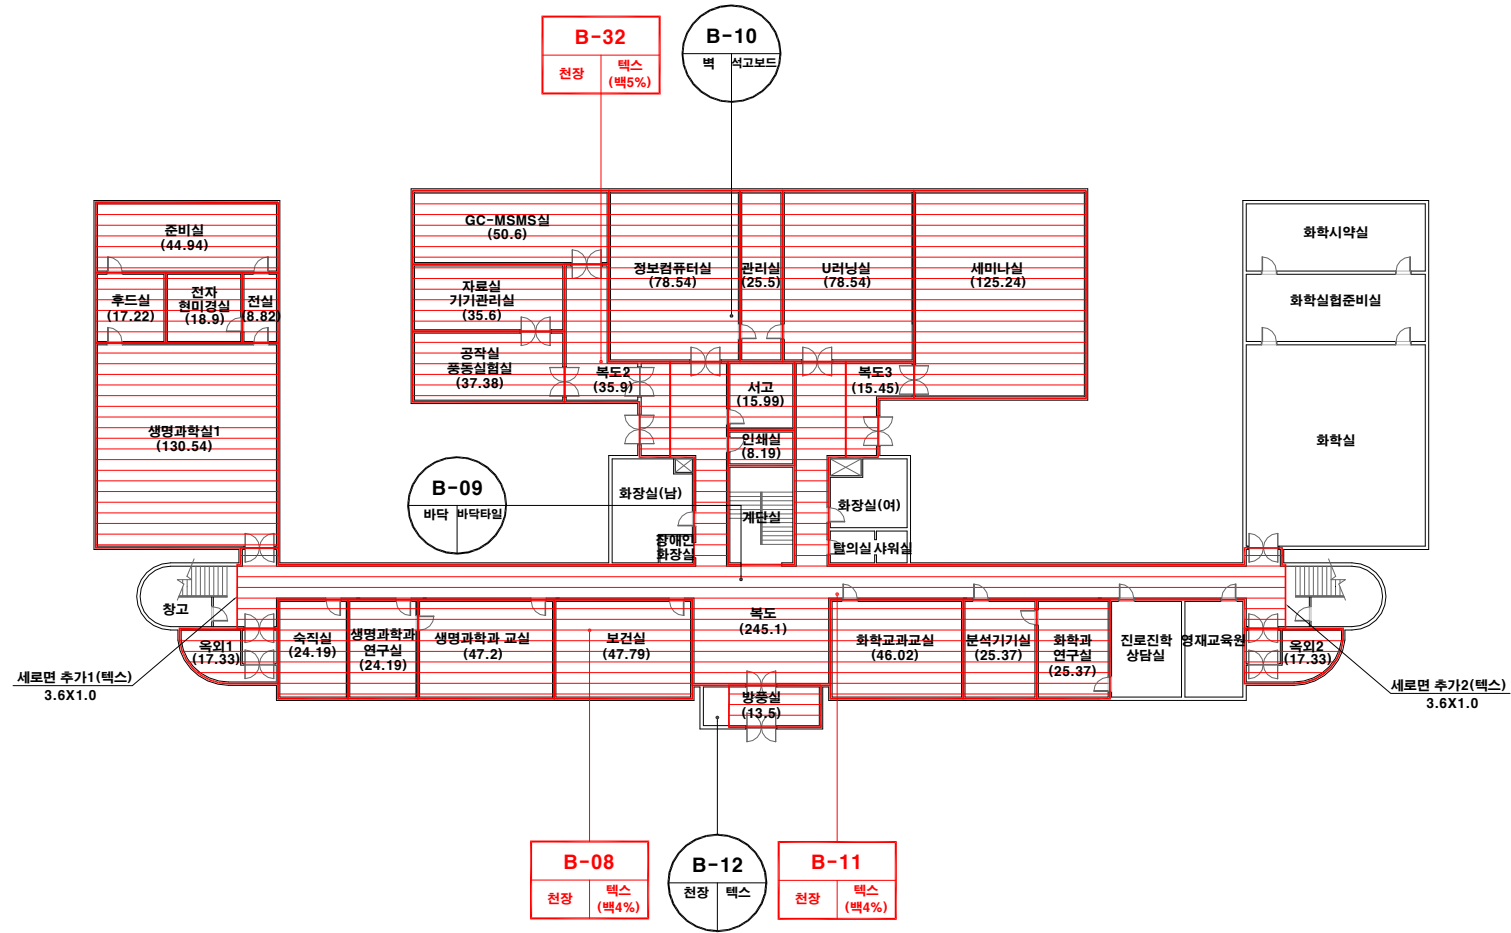 B-32
천장
텍스
(백5%)
B-10
벽
석고보드
준비실
(44.94)
후드실
(17.22)
전자
현미경실
(18.9)
전실
(8.82)
생명과학실1
(130.54)
GC-MSMS실
(50.6)
자료실
기기관리실
(35.6)
공작실
풍동실험실
(37.38)
정보컴퓨터실
(78.54)
관리실
(25.5)
U러닝실
(78.54)
세미나실
(125.24)
복도2
(35.9)
서고
(15.99)
복도3
(15.45)
인쇄실
(8.19)
화학시약실
화학실험준비실
화학실
B-09
바닥
바닥타일
화장실(남)
장애인
화장실
계단실
화장실(여)
탈의실
샤워실
창고
옥외1
(17.33)
숙직실
(24.19)
생명과학과
연구실
(24.19)
생명과학과 교실
(47.2)
보건실
(47.79)
복도
(245.1)
화학교과교실
(46.02)
분석기기실
(25.37)
화학과
연구실
(25.37)
진로진학
상담실
영재교육원
옥외2
(17.33)
방풍실
(13.5)
세로면 추가1(텍스)
3.6X1.0
세로면 추가2(텍스)
3.6X1.0
B-08
천장
텍스
(백4%)
B-12
천장
텍스
B-11
천장
텍스
(백4%)